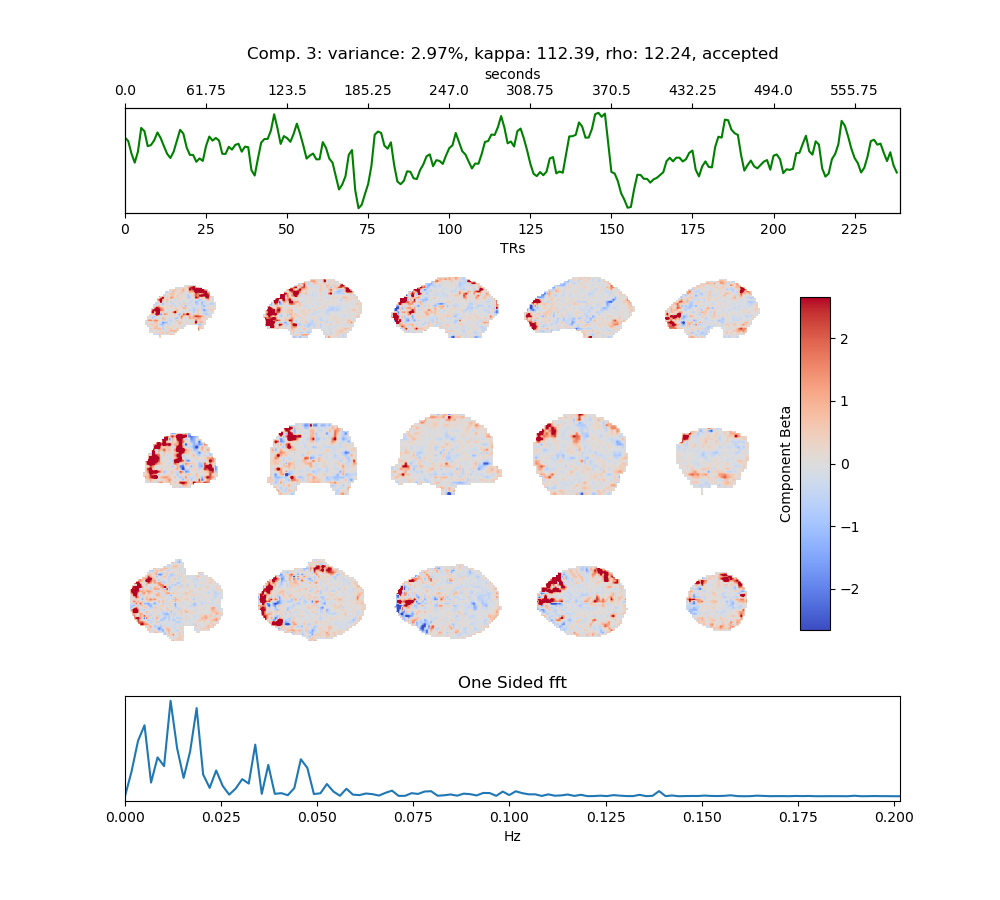 Comp. 3: variance: 2.97%, kappa: 112.39, rho: 12.24, accepted
seconds
0.0 61.75 123.5 185.25 247.0 308.75 370.5 432.25 494.0 555.75
0 25 50 75 100 125 150 175 200 225
TRs
2
1
0
−1
−2
Component Beta
One Sided fft
0.000 0.025 0.050 0.075 0.100 0.125 0.150 0.175 0.200
Hz